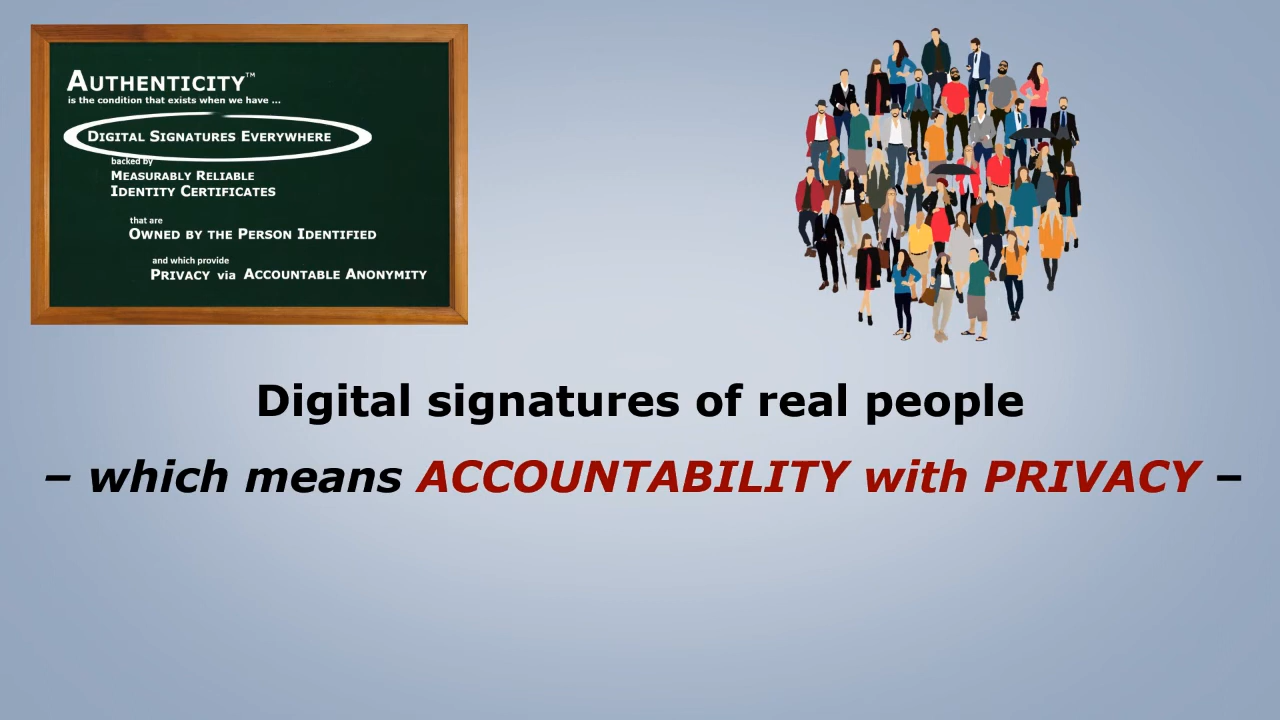 AUTHENTICITY™
is the condition that exists when we have ...
DIGITAL SIGNATURES EVERYWHERE
backed by
MEASURABLY RELIABLE
IDENTITY CERTIFICATES
that are
OWNED BY THE PERSON IDENTIFIED
and which provide
PRIVACY via ACCOUNTABLE ANONYMITY
Digital signatures of real people
– which means ACCOUNTABILITY with PRIVACY –